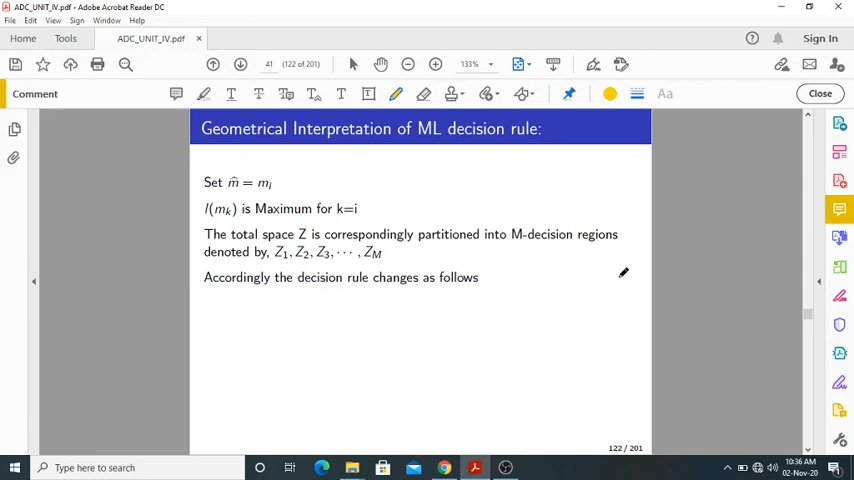 ADC_UNIT_IV.pdf - Adobe Acrobat Reader DC
File Edit View Sign Window Help
Home Tools ADC_UNIT_IV.pdf × Sign In
41 (122 of 201) 133%
Comment Close
Geometrical Interpretation of ML decision rule:
Set m̂ = mᵢ
l(mₖ) is Maximum for k=i
The total space Z is correspondingly partitioned into M-decision regions
denoted by, Z₁, Z₂, Z₃, ⋯ , Z_M
Accordingly the decision rule changes as follows
122 / 201
Type here to search
10:36 AM
02-Nov-20